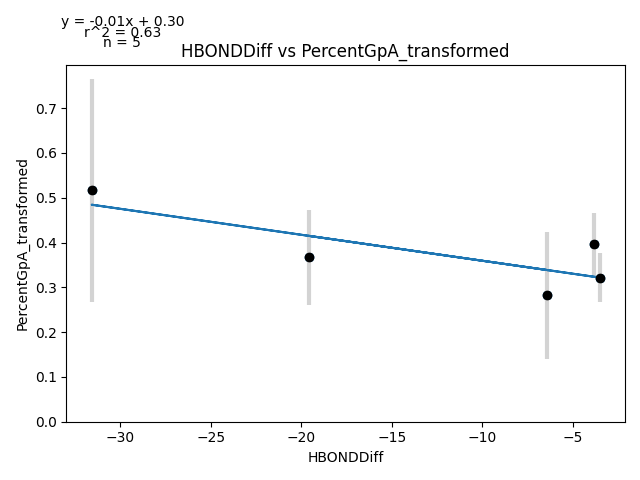 y = -0.01x + 0.30
r^2 = 0.63
n = 5
HBONDDiff vs PercentGpA_transformed
PercentGpA_transformed
0.7
0.6
0.5
0.4
0.3
0.2
0.1
0.0
−30
−25
−20
−15
−10
−5
HBONDDiff